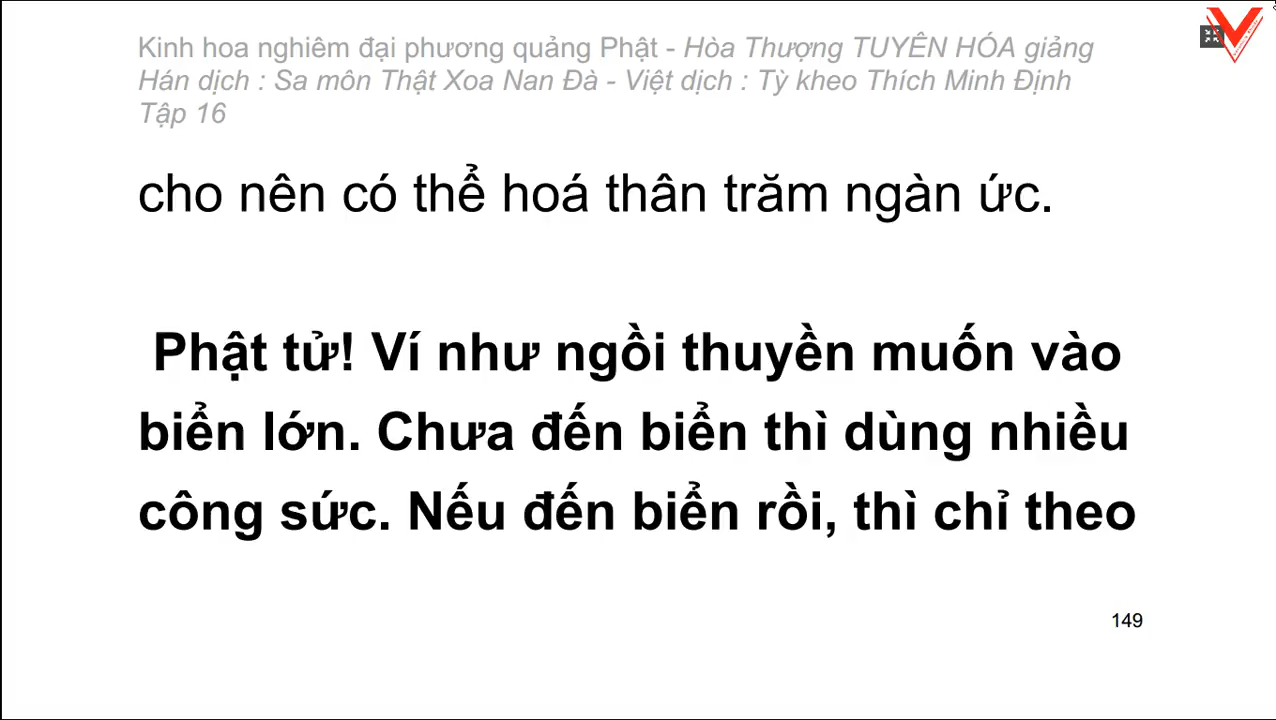 Kinh hoa nghiêm đại phương quảng Phật - Hòa Thượng TUYÊN HÓA giảng
Hán dịch : Sa môn Thật Xoa Nan Đà - Việt dịch : Tỳ kheo Thích Minh Định
Tập 16
cho nên có thể hoá thân trăm ngàn ức.
Phật tử! Ví như ngồi thuyền muốn vào
biển lớn. Chưa đến biển thì dùng nhiều
công sức. Nếu đến biển rồi, thì chỉ theo
149